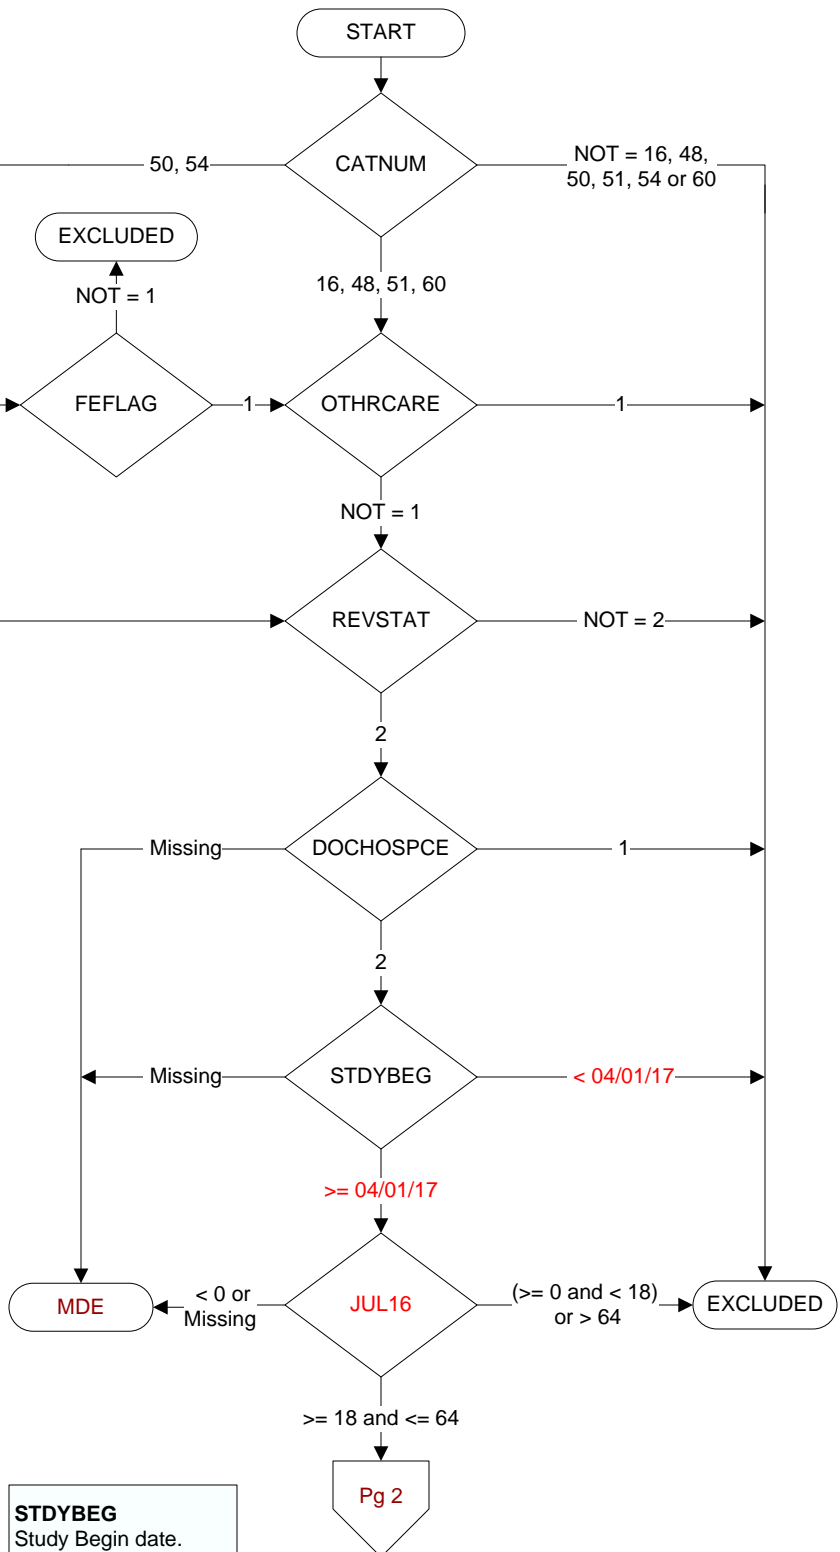 START
50, 54
CATNUM
NOT = 16, 48,
50, 51, 54 or 60
EXCLUDED
NOT = 1
16, 48, 51, 60
FEFLAG
1
OTHRCARE
1
NOT = 1
REVSTAT
NOT = 2
2
Missing
DOCHOSPCE
1
2
Missing
STDYBEG
< 04/01/17
>= 04/01/17
MDE
< 0 or
Missing
JUL16
(>= 0 and < 18)
or > 64
EXCLUDED
>= 18 and <= 64
Pg 2
STDYBEG
Study Begin date.